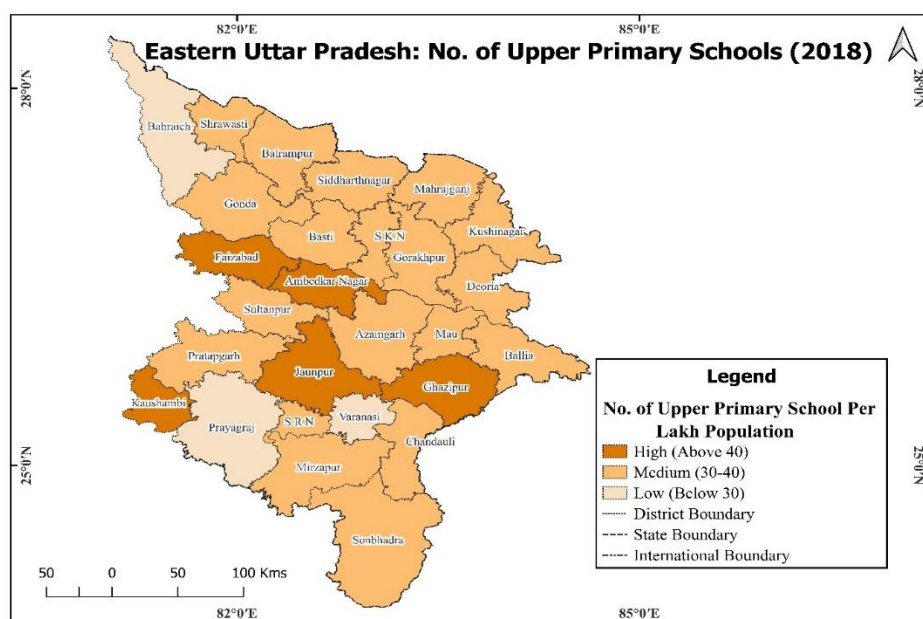 82°0'E
85°0'E
Eastern Uttar Pradesh: No. of Upper Primary Schools (2018)
28°0'N
28°0'N
Bahraich
Shrawasti
Balrampur
Siddharthnagar
Mahrajganj
Gonda
Basti
S K N
Kushinagar
Gorakhpur
Faizabad
Ambedkar Nagar
Deoria
Sultanpur
Azamgarh
Mau
Ballia
Pratapgarh
Jaunpur
Ghazipur
Kaushambi
Prayagraj
S R N
Varanasi
Chandauli
Mirzapur
Sonbhadra
25°0'N
25°0'N
Legend
No. of Upper Primary School Per
Lakh Population
High (Above 40)
Medium (30-40)
Low (Below 30)
District Boundary
State Boundary
International Boundary
50 0 50 100 Kms
82°0'E
85°0'E